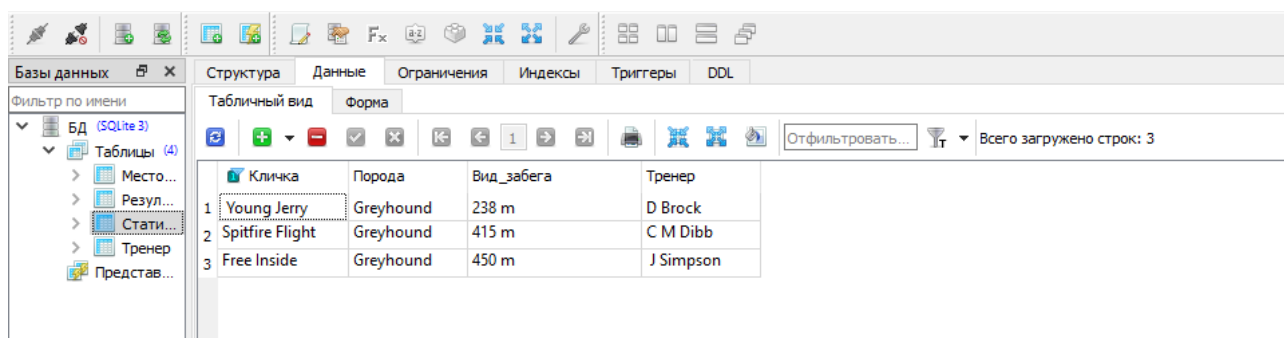 Базы данных
Структура Данные Ограничения Индексы Триггеры DDL
Фильтр по имени
Табличный вид Форма
БД (SQLite 3)
1 Отфильтровать... Всего загружено строк: 3
Таблицы (4)
Место...
Резул...
Стати...
Тренер
Представ...
Кличка Порода Вид_забега Тренер
1 Young Jerry Greyhound 238 m D Brock
2 Spitfire Flight Greyhound 415 m C M Dibb
3 Free Inside Greyhound 450 m J Simpson